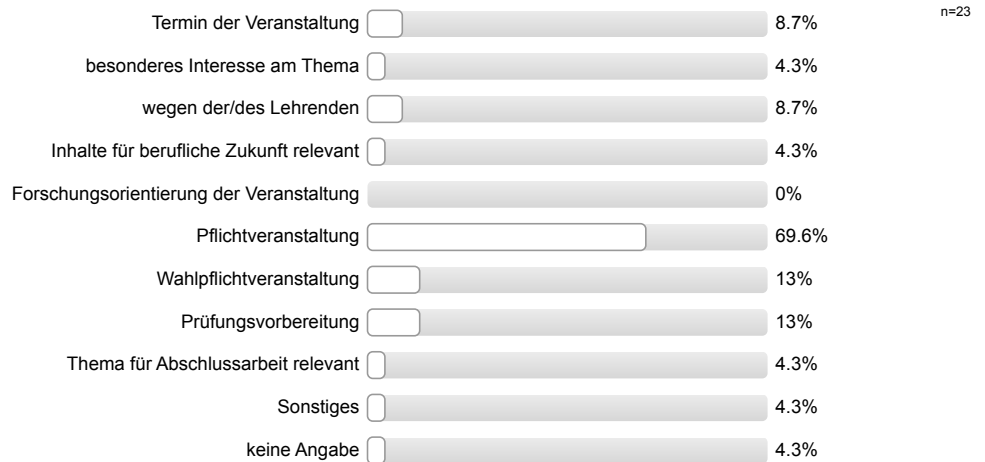 n=23
Termin der Veranstaltung 8.7%
besonderes Interesse am Thema 4.3%
wegen der/des Lehrenden 8.7%
Inhalte für berufliche Zukunft relevant 4.3%
Forschungsorientierung der Veranstaltung 0%
Pflichtveranstaltung 69.6%
Wahlpflichtveranstaltung 13%
Prüfungsvorbereitung 13%
Thema für Abschlussarbeit relevant 4.3%
Sonstiges 4.3%
keine Angabe 4.3%